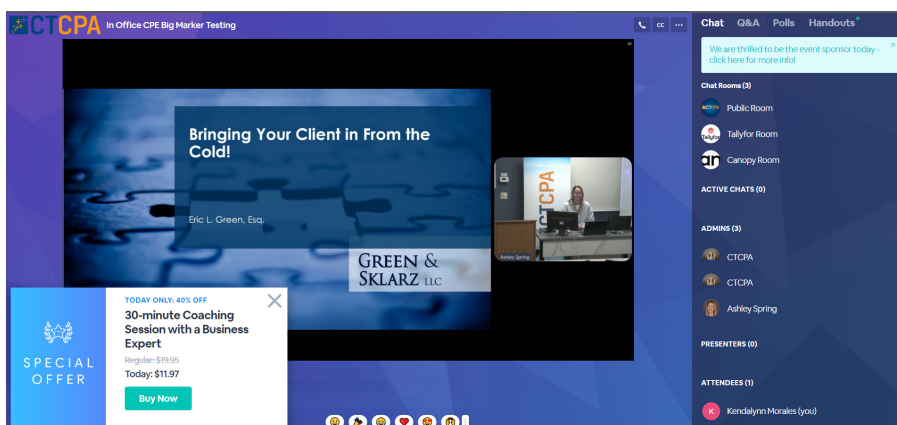 CTCPA In Office CPE Big Marker Testing
CC
Bringing Your Client in From the
Cold!
Eric L. Green, Esq.
GREEN &
SKLARZ LLC
CTCPA
Ashley Spring
SPECIAL
OFFER
TODAY ONLY: 40% OFF
30-minute Coaching
Session with a Business
Expert
Regular: $19.95
Today: $11.97
Buy Now
Chat Q&A Polls Handouts
We are thrilled to be the event sponsor today -
click here for more info!
Chat Rooms (3)
CTCPA Public Room
Tallyfor Tallyfor Room
an Canopy Room
ACTIVE CHATS (0)
ADMINS (3)
CTCPA
CTCPA
Ashley Spring
PRESENTERS (0)
ATTENDEES (1)
K Kendalynn Morales (you)